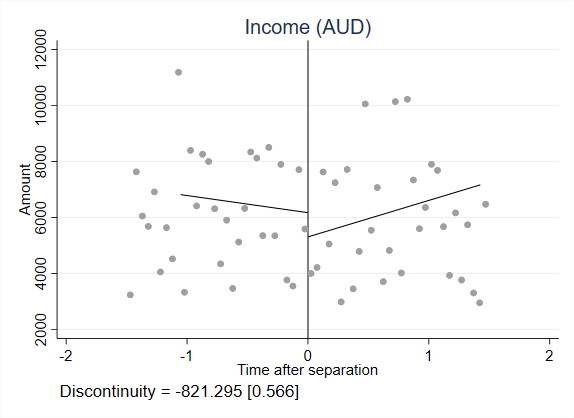 Income (AUD)
12000
10000
8000
6000
4000
2000
Amount
-2
-1
0
1
2
Time after separation
Discontinuity = -821.295 [0.566]